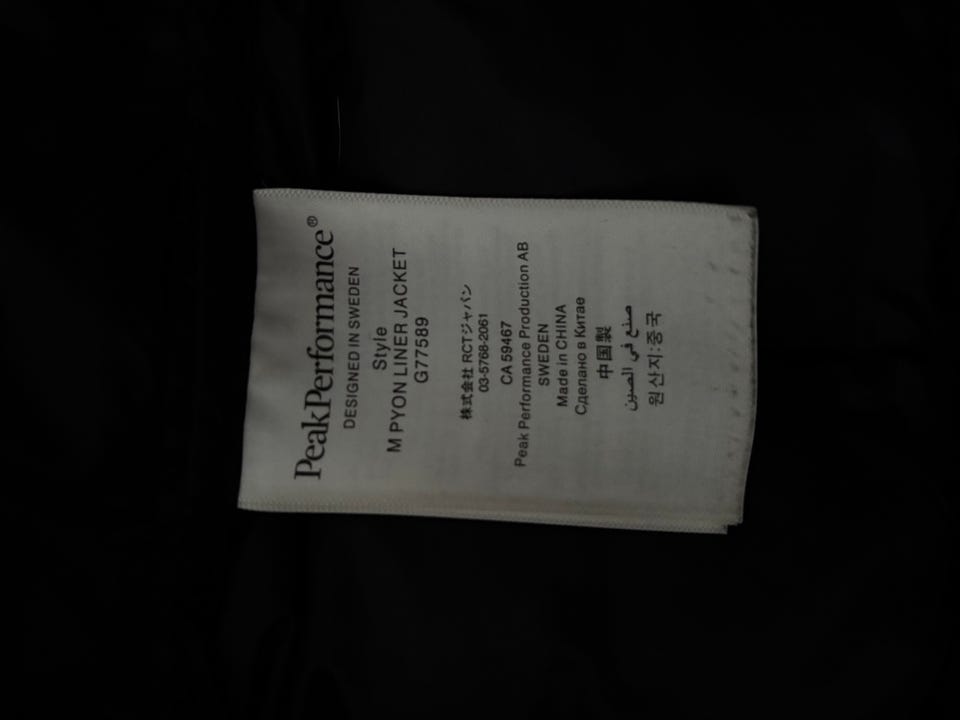 PeakPerformance®
DESIGNED IN SWEDEN
Style
M PYON LINER JACKET
G77589
株式会社 RCTジャパン
03-5768-2061
CA 59467
Peak Performance Production AB
SWEDEN
Made in CHINA
Сделано в Китае
中国製
صنع في الصين
원산지:중국